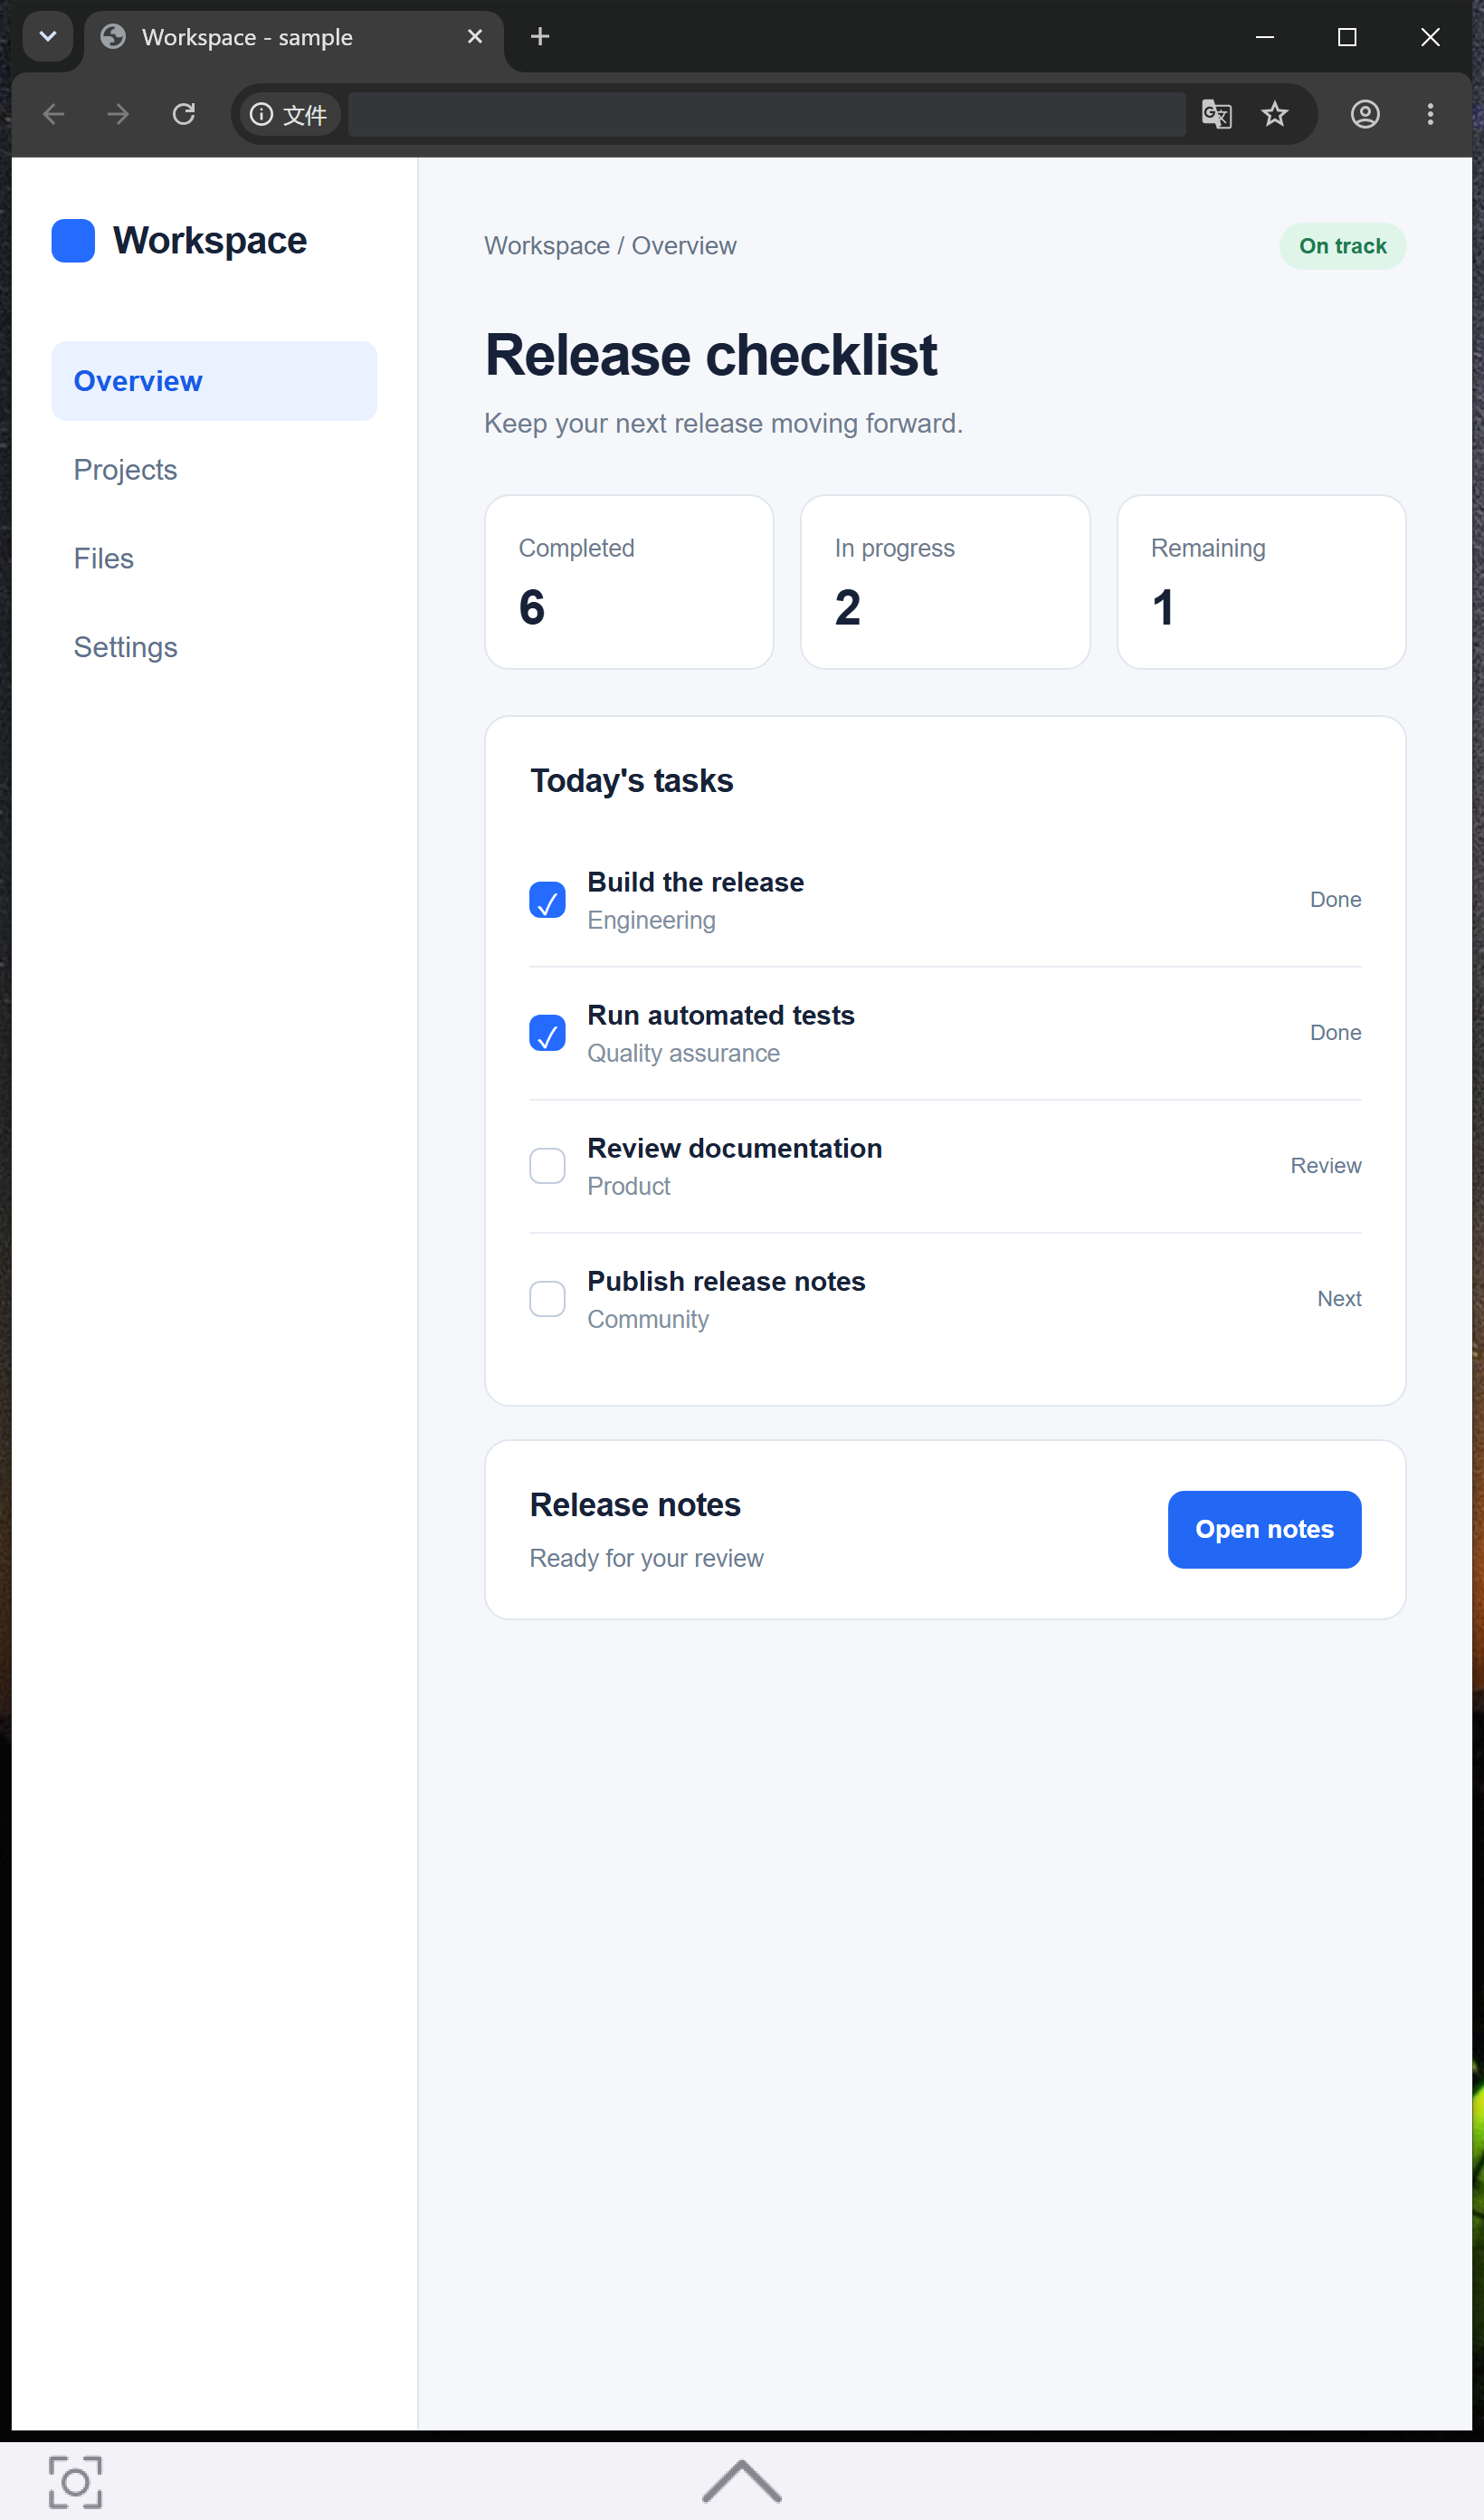 Workspace - sample
文件
Workspace
Overview
Projects
Files
Settings
Workspace / Overview
On track
Release checklist
Keep your next release moving forward.
Completed
6
In progress
2
Remaining
1
Today's tasks
Build the release
Engineering
Done
Run automated tests
Quality assurance
Done
Review documentation
Product
Review
Publish release notes
Community
Next
Release notes
Ready for your review
Open notes